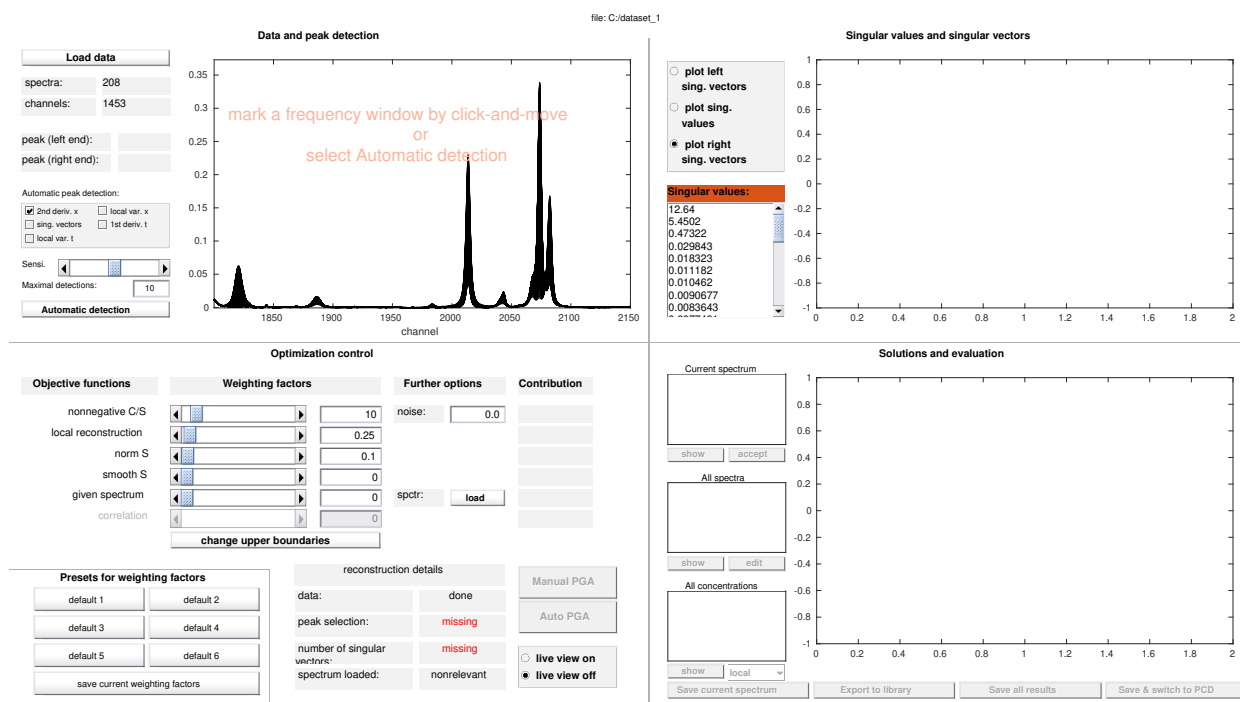 file: C:/dataset_1
Data and peak detection
Load data
spectra: 208
channels: 1453
peak (left end):
peak (right end):
Automatic peak detection:
2nd deriv. x local var. x
sing. vectors 1st deriv. t
local var. t
Sensi.
Maximal detections: 10
Automatic detection
0.35
0.3
0.25
0.2
0.15
0.1
0.05
0
mark a frequency window by click-and-move
or
select Automatic detection
1850 1900 1950 2000 2050 2100 2150
channel
Singular values and singular vectors
plot left
sing. vectors
plot sing.
values
plot right
sing. vectors
Singular values:
12.64
5.4502
0.47322
0.029843
0.018323
0.011182
0.010462
0.0090677
0.0083643
1
0.8
0.6
0.4
0.2
0
-0.2
-0.4
-0.6
-0.8
-1
0 0.2 0.4 0.6 0.8 1 1.2 1.4 1.6 1.8 2
Optimization control
Objective functions Weighting factors Further options Contribution
nonnegative C/S 10 noise: 0.0
local reconstruction 0.25
norm S 0.1
smooth S 0
given spectrum 0 spctr: load
correlation 0
change upper boundaries
Presets for weighting factors
default 1 default 2
default 3 default 4
default 5 default 6
save current weighting factors
reconstruction details
data: done
peak selection: missing
number of singular missing
vectors:
spectrum loaded: nonrelevant
Manual PGA
Auto PGA
live view on
live view off
Solutions and evaluation
Current spectrum
show accept
All spectra
show edit
All concentrations
show local
1
0.8
0.6
0.4
0.2
0
-0.2
-0.4
-0.6
-0.8
-1
0 0.2 0.4 0.6 0.8 1 1.2 1.4 1.6 1.8 2
Save current spectrum Export to library Save all results Save & switch to PCD